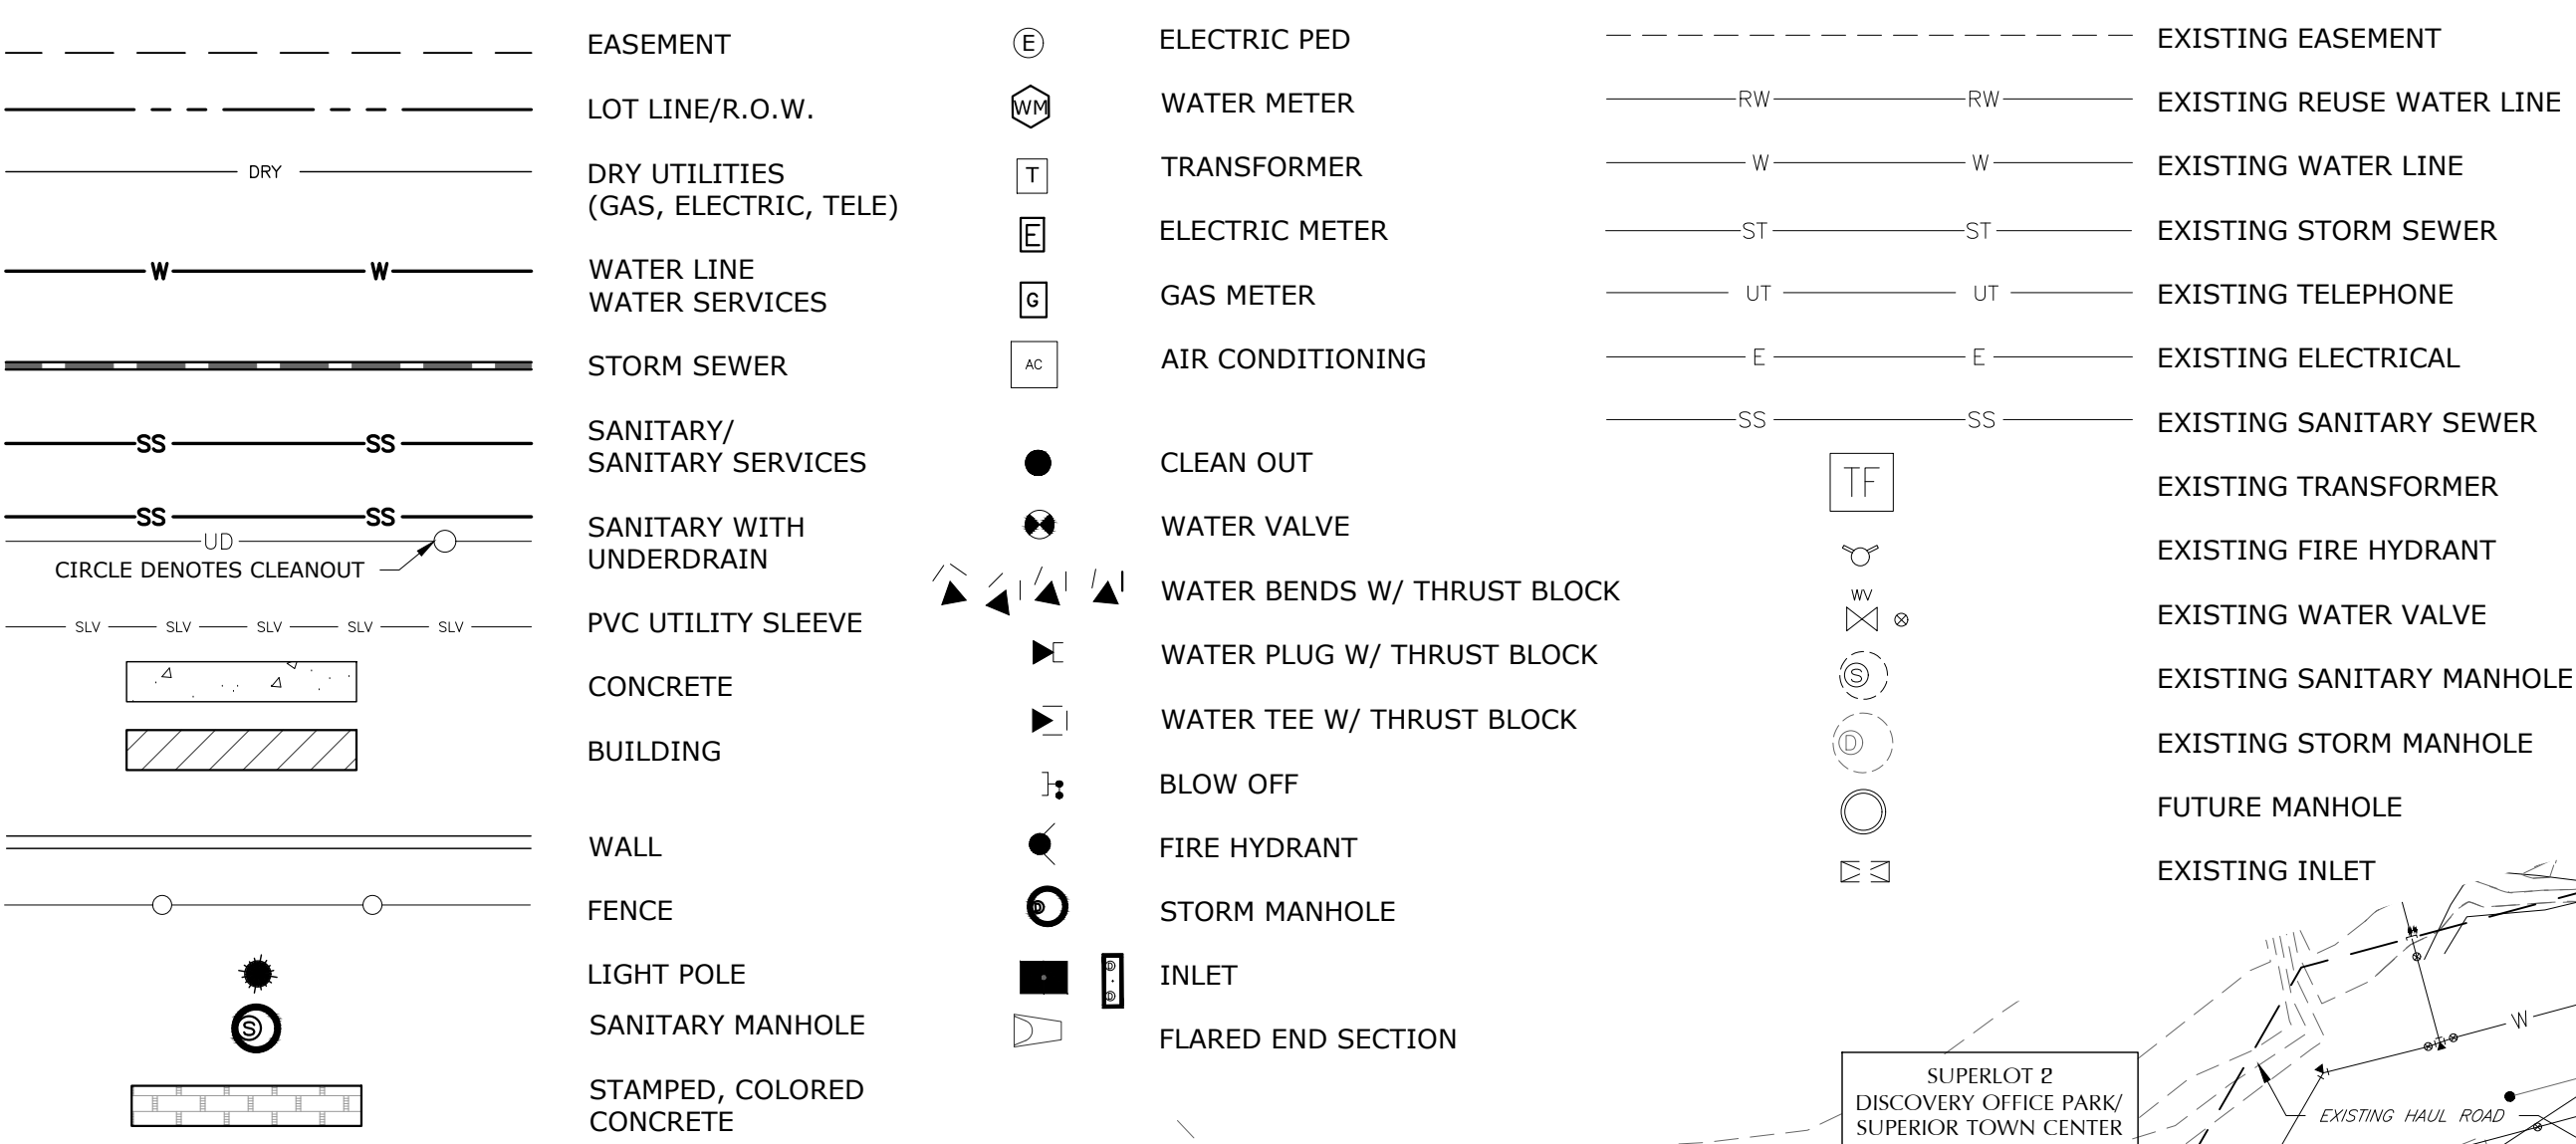 EASEMENT
LOT LINE/R.O.W.
DRY
DRY UTILITIES
(GAS, ELECTRIC, TELE)
W W
WATER LINE
WATER SERVICES
STORM SEWER
SS SS
SANITARY/
SANITARY SERVICES
SS SS
UD
CIRCLE DENOTES CLEANOUT
SANITARY WITH
UNDERDRAIN
SLV SLV SLV SLV SLV
PVC UTILITY SLEEVE
CONCRETE
BUILDING
WALL
FENCE
LIGHT POLE
S
SANITARY MANHOLE
STAMPED, COLORED
CONCRETE
E
ELECTRIC PED
WM
WATER METER
T
TRANSFORMER
E
ELECTRIC METER
G
GAS METER
AC
AIR CONDITIONING
CLEAN OUT
WATER VALVE
WATER BENDS W/ THRUST BLOCK
WATER PLUG W/ THRUST BLOCK
WATER TEE W/ THRUST BLOCK
BLOW OFF
FIRE HYDRANT
D
STORM MANHOLE
D
D
INLET
FLARED END SECTION
EXISTING EASEMENT
RW RW
EXISTING REUSE WATER LINE
W W
EXISTING WATER LINE
ST ST
EXISTING STORM SEWER
UT UT
EXISTING TELEPHONE
E E
EXISTING ELECTRICAL
SS SS
EXISTING SANITARY SEWER
TF
EXISTING TRANSFORMER
EXISTING FIRE HYDRANT
WV
EXISTING WATER VALVE
S
EXISTING SANITARY MANHOLE
D
EXISTING STORM MANHOLE
FUTURE MANHOLE
EXISTING INLET
W
SUPERLOT 2
DISCOVERY OFFICE PARK/
SUPERIOR TOWN CENTER
EXISTING HAUL ROAD